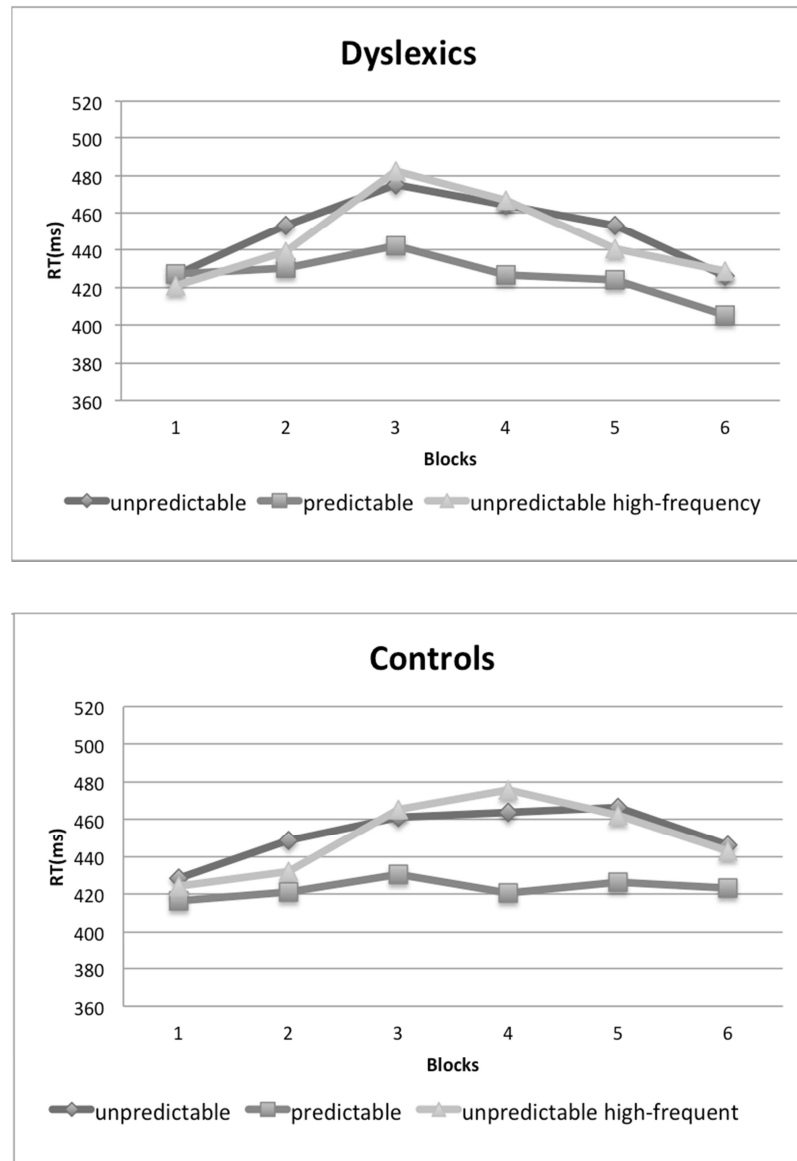 Dyslexics
520
500
480
460
440
420
400
380
360
RT(ms)
1 2 3 4 5 6
Blocks
unpredictable predictable unpredictable high-frequency
Controls
520
500
480
460
440
420
400
380
360
RT(ms)
1 2 3 4 5 6
Blocks
unpredictable predictable unpredictable high-frequent